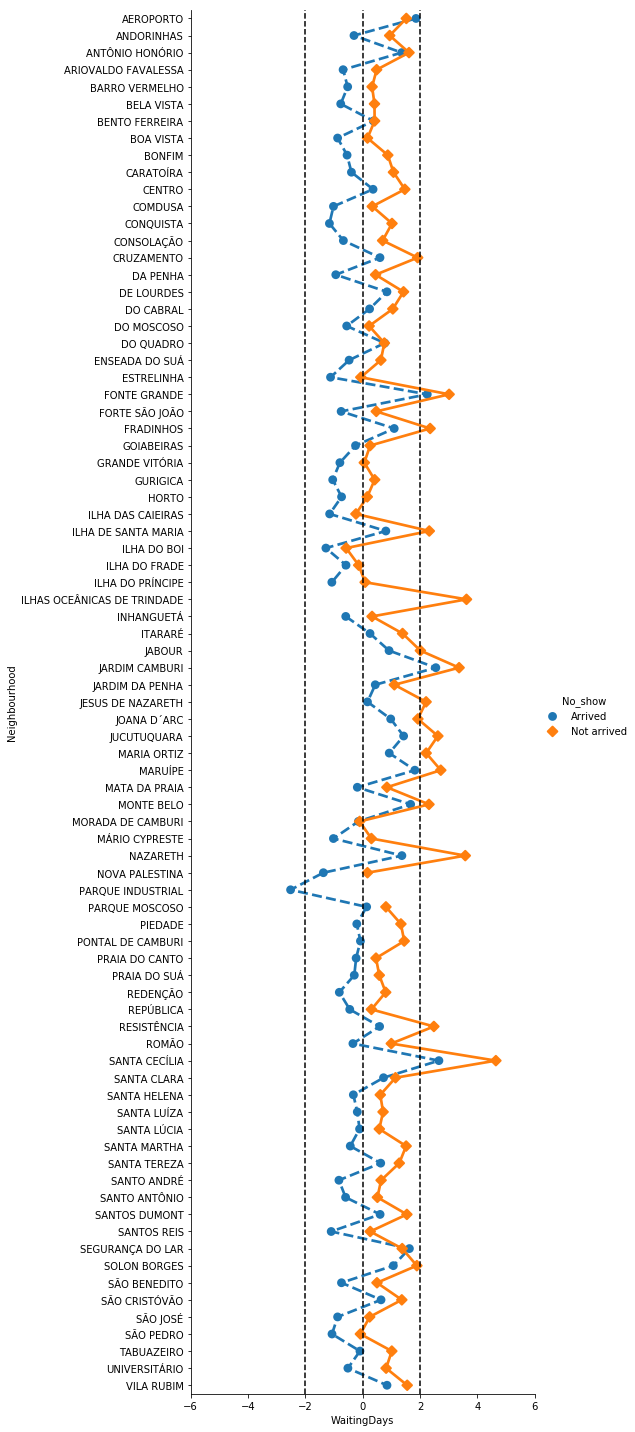 AEROPORTO
ANDORINHAS
ANTÔNIO HONÓRIO
ARIOVALDO FAVALESSA
BARRO VERMELHO
BELA VISTA
BENTO FERREIRA
BOA VISTA
BONFIM
CARATOÍRA
CENTRO
COMDUSA
CONQUISTA
CONSOLAÇÃO
CRUZAMENTO
DA PENHA
DE LOURDES
DO CABRAL
DO MOSCOSO
DO QUADRO
ENSEADA DO SUÁ
ESTRELINHA
FONTE GRANDE
FORTE SÃO JOÃO
FRADINHOS
GOIABEIRAS
GRANDE VITÓRIA
GURIGICA
HORTO
ILHA DAS CAIEIRAS
ILHA DE SANTA MARIA
ILHA DO BOI
ILHA DO FRADE
ILHA DO PRÍNCIPE
ILHAS OCEÂNICAS DE TRINDADE
INHANGUETÁ
ITARARÉ
JABOUR
JARDIM CAMBURI
JARDIM DA PENHA
JESUS DE NAZARETH
JOANA D´ARC
JUCUTUQUARA
MARIA ORTIZ
MARUÍPE
MATA DA PRAIA
MONTE BELO
MORADA DE CAMBURI
MÁRIO CYPRESTE
NAZARETH
NOVA PALESTINA
PARQUE INDUSTRIAL
PARQUE MOSCOSO
PIEDADE
PONTAL DE CAMBURI
PRAIA DO CANTO
PRAIA DO SUÁ
REDENÇÃO
REPÚBLICA
RESISTÊNCIA
ROMÃO
SANTA CECÍLIA
SANTA CLARA
SANTA HELENA
SANTA LUÍZA
SANTA LÚCIA
SANTA MARTHA
SANTA TEREZA
SANTO ANDRÉ
SANTO ANTÔNIO
SANTOS DUMONT
SANTOS REIS
SEGURANÇA DO LAR
SOLON BORGES
SÃO BENEDITO
SÃO CRISTÓVÃO
SÃO JOSÉ
SÃO PEDRO
TABUAZEIRO
UNIVERSITÁRIO
VILA RUBIM
Neighbourhood
−6 −4 −2 0 2 4 6
WaitingDays
No_show
Arrived
Not arrived